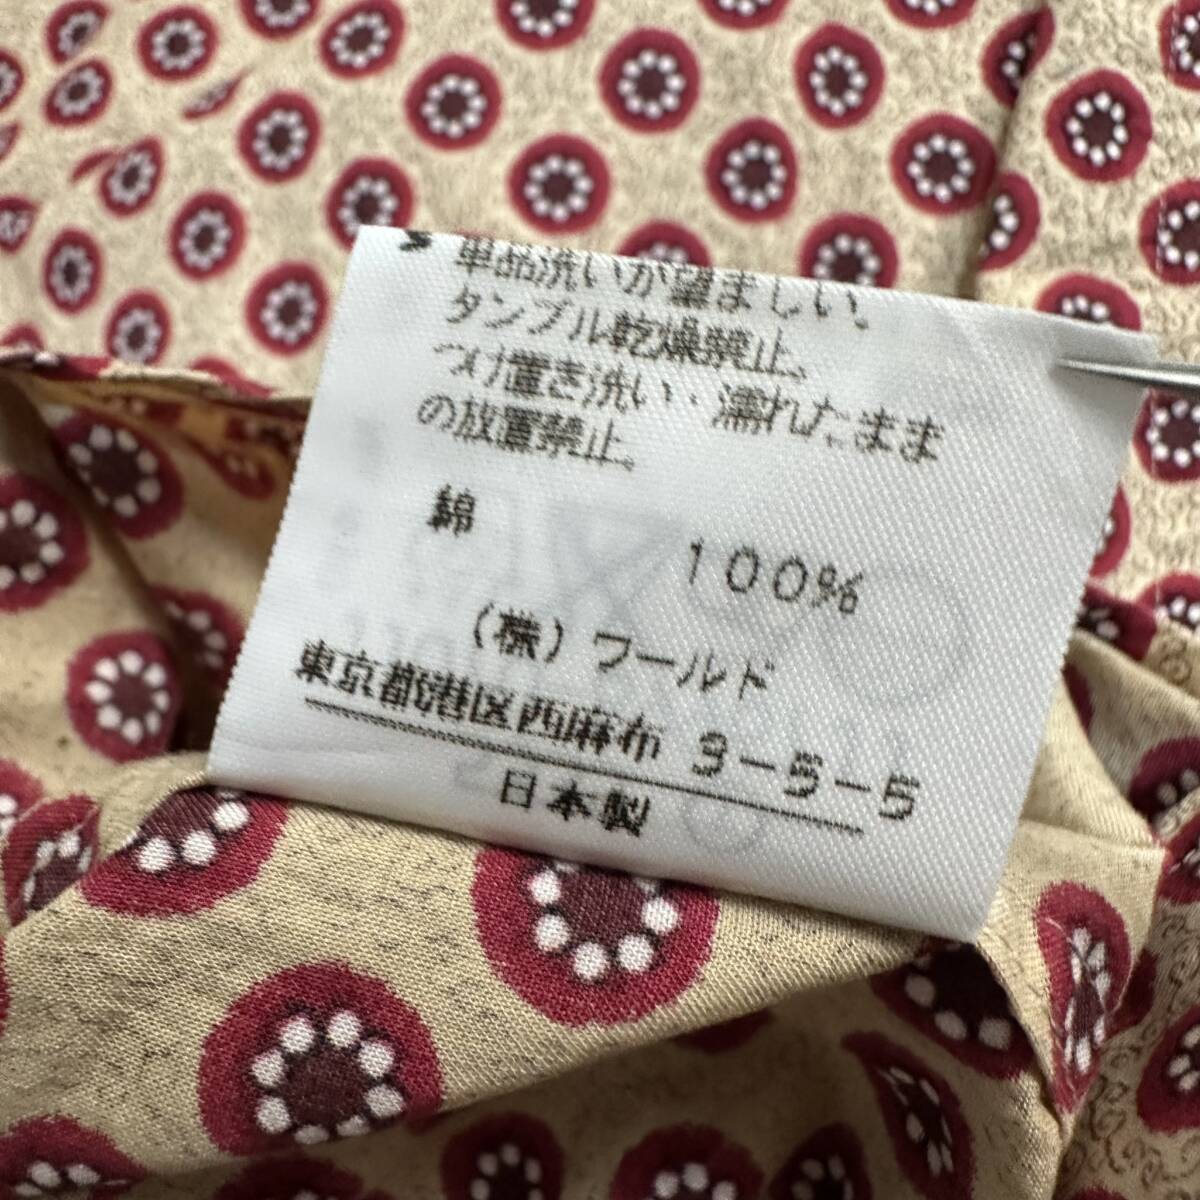 単品洗いが望ましい。
タンブル乾燥禁止。
つけ置き洗い・濡れたまま
の放置禁止。
綿
100%
(株)ワールド
東京都港区西麻布 3-5-5
日本製